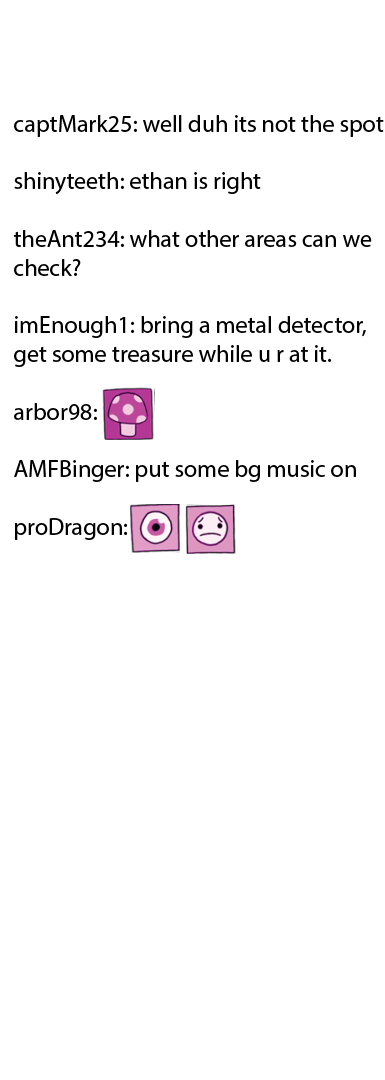 captMark25: well duh its not the spot
shinyteeth: ethan is right
theAnt234: what other areas can we
check?
imEnough1: bring a metal detector,
get some treasure while u r at it.
arbor98:
AMFBinger: put some bg music on
proDragon: